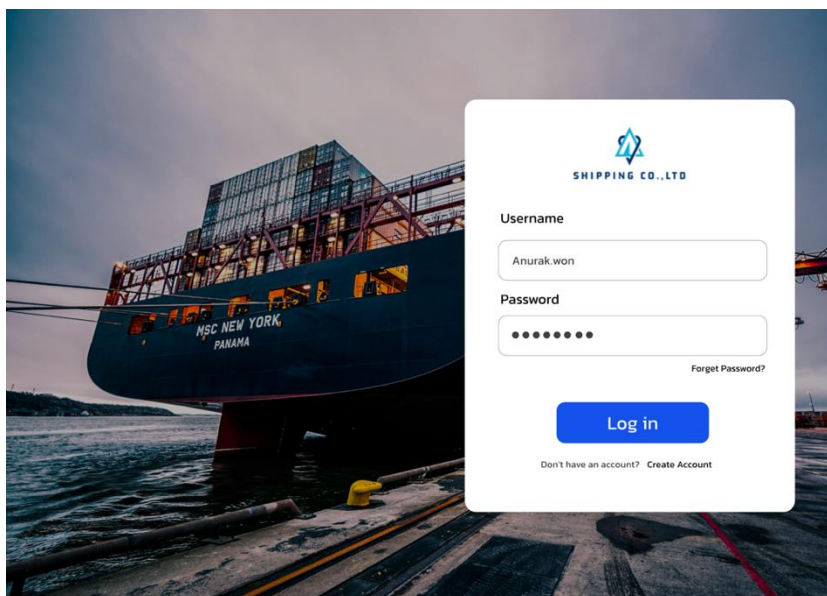 MSC NEW YORK
PANAMA
SHIPPING CO.,LTD
Username
Anurak.won
Password
Forget Password?
Log in
Don't have an account? Create Account